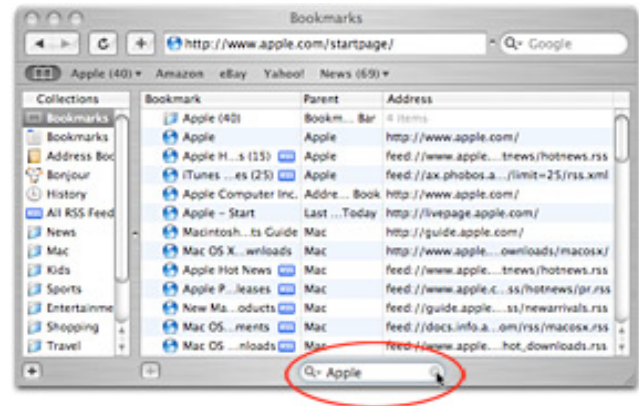 Bookmarks
http://www.apple.com/startpage/
Google
Apple (40) Amazon eBay Yahoo! News (69)
Collections Bookmark Parent Address
Bookmarks Apple (40) Bookm... Bar 4 items
Bookmarks Apple Apple http://www.apple.com/
Address Boo Apple H...s (15) RSS Apple feed://www.apple....tnews/hotnews.rss
Bonjour iTunes ...es (25) RSS Apple feed://ax.phobos.a.../limit=25/rss.xml
History Apple Computer Inc. Addre... Book http://www.apple.com/
All RSS Feed Apple – Start Last ...Today http://livepage.apple.com/
News Macintosh...ts Guide Mac http://guide.apple.com/
Mac Mac OS X...wnloads Mac http://www.apple....ownloads/macosx/
Kids Apple Hot News RSS Mac feed://www.apple....tnews/hotnews.rss
Sports Apple P...leases RSS Mac feed://www.apple.c...ss/hotnews/pr.rss
Entertainme New Ma...oducts RSS Mac feed://guide.apple....ss/newarrivals.rss
Shopping Mac OS...ments RSS Mac feed://docs.info.a...om/rss/macosx.rss
Travel Mac OS ...nloads RSS Mac feed://www.apple....hot_downloads.rss
Apple